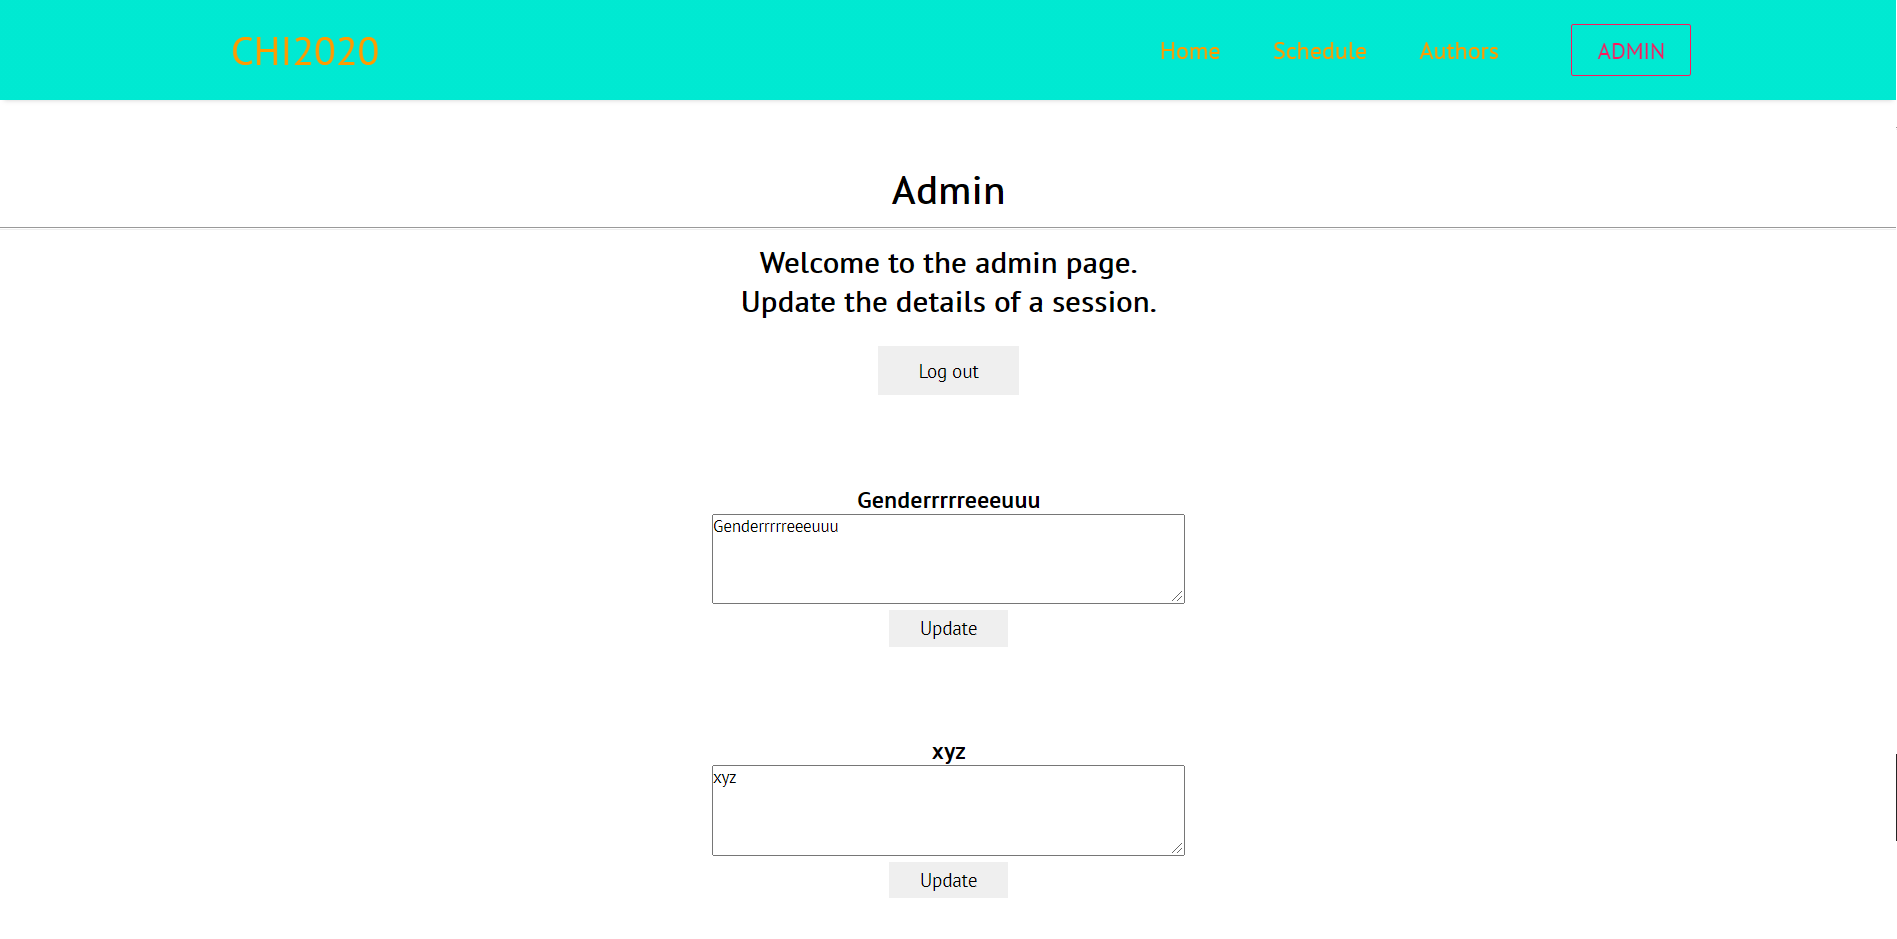 CHI2020
Home Schedule Authors ADMIN
Admin
Welcome to the admin page.
Update the details of a session.
Log out
Genderrrrreeeuuu
Genderrrrreeeuuu
Update
xyz
xyz
Update